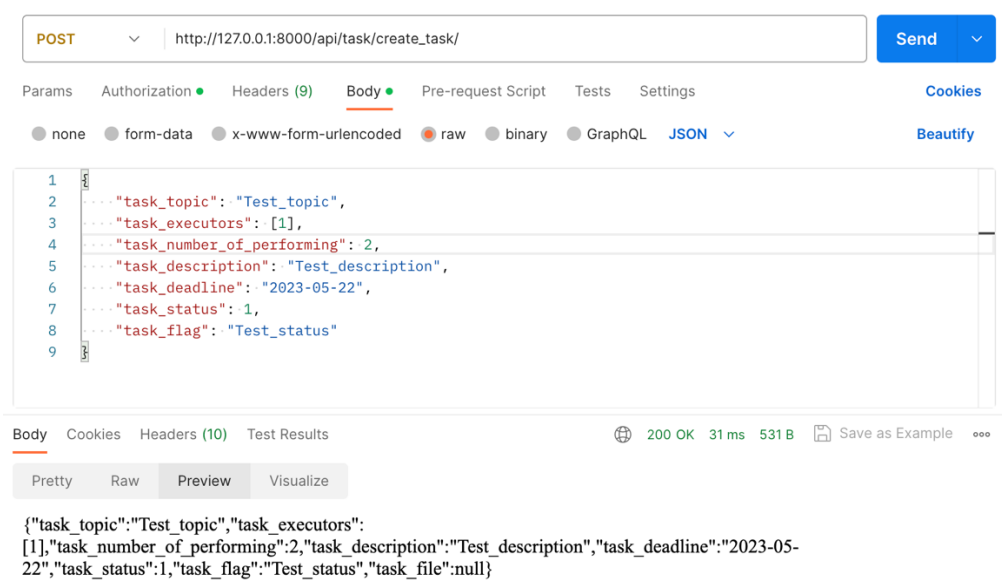 POST http://127.0.0.1:8000/api/task/create_task/ Send
Params Authorization Headers (9) Body Pre-request Script Tests Settings Cookies
none form-data x-www-form-urlencoded raw binary GraphQL JSON Beautify
1 {
2 ····"task_topic":·"Test_topic",
3 ····"task_executors":·[1],
4 ····"task_number_of_performing":·2,
5 ····"task_description":·"Test_description",
6 ····"task_deadline":·"2023-05-22",
7 ····"task_status":·1,
8 ····"task_flag":·"Test_status"
9 }
Body Cookies Headers (10) Test Results 200 OK 31 ms 531 B Save as Example
Pretty Raw Preview Visualize
{"task_topic":"Test_topic","task_executors":
[1],"task_number_of_performing":2,"task_description":"Test_description","task_deadline":"2023-05-
22","task_status":1,"task_flag":"Test_status","task_file":null}